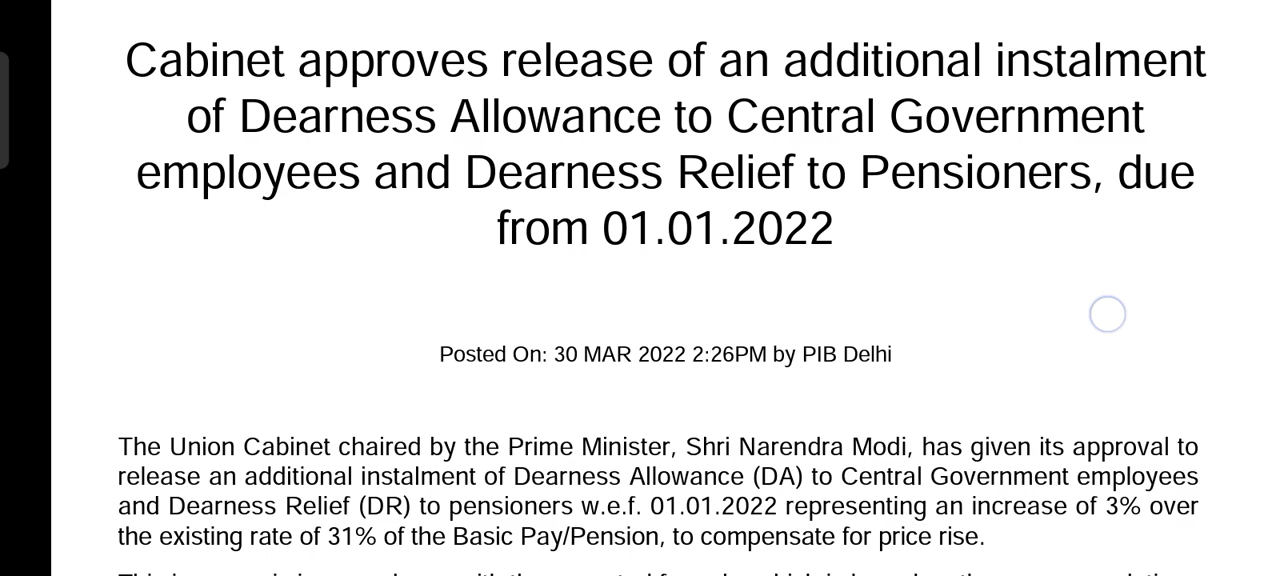 Cabinet approves release of an additional instalment
of Dearness Allowance to Central Government
employees and Dearness Relief to Pensioners, due
from 01.01.2022
Posted On: 30 MAR 2022 2:26PM by PIB Delhi
The Union Cabinet chaired by the Prime Minister, Shri Narendra Modi, has given its approval to
release an additional instalment of Dearness Allowance (DA) to Central Government employees
and Dearness Relief (DR) to pensioners w.e.f. 01.01.2022 representing an increase of 3% over
the existing rate of 31% of the Basic Pay/Pension, to compensate for price rise.